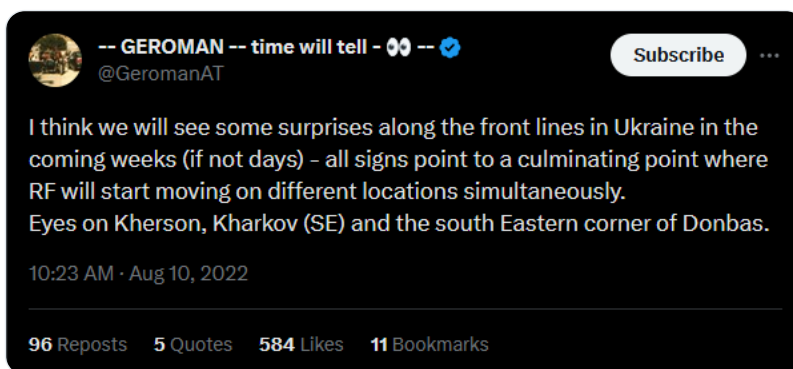 -- GEROMAN -- time will tell - 👀 --
@GeromanAT
Subscribe
I think we will see some surprises along the front lines in Ukraine in the
coming weeks (if not days) - all signs point to a culminating point where
RF will start moving on different locations simultaneously.
Eyes on Kherson, Kharkov (SE) and the south Eastern corner of Donbas.
10:23 AM · Aug 10, 2022
96 Reposts 5 Quotes 584 Likes 11 Bookmarks